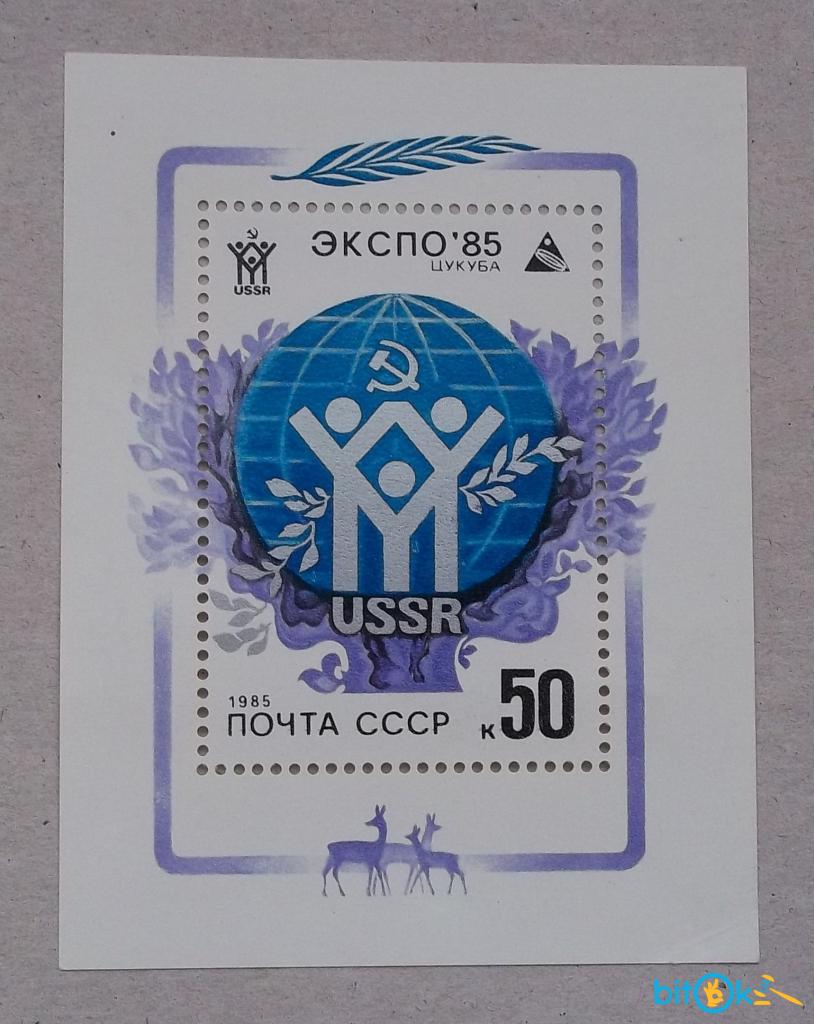 ЭКСПО'85
ЦУКУБА
USSR
USSR
1985
ПОЧТА СССР
к 50
bitok